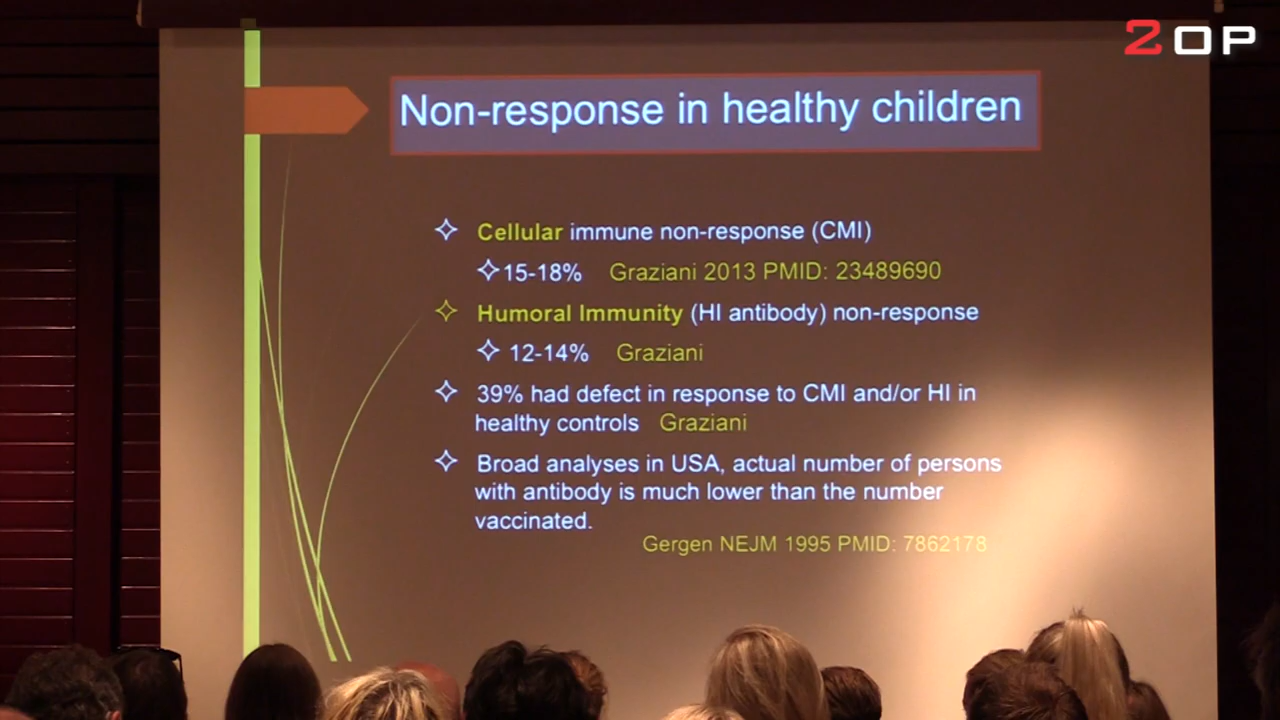 2OP
Non-response in healthy children
Cellular immune non-response (CMI)
15-18% Graziani 2013 PMID: 23489690
Humoral Immunity (HI antibody) non-response
12-14% Graziani
39% had defect in response to CMI and/or HI in
healthy controls Graziani
Broad analyses in USA, actual number of persons
with antibody is much lower than the number
vaccinated.
Gergen NEJM 1995 PMID: 7862178